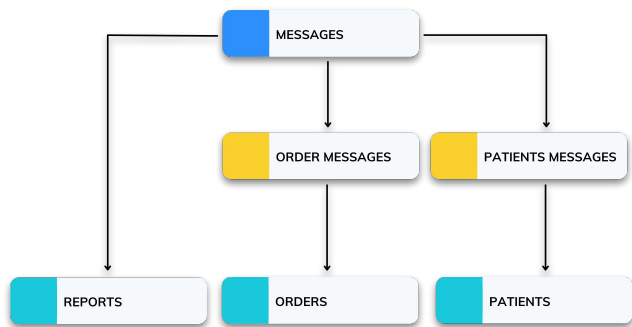 MESSAGES
ORDER MESSAGES
PATIENTS MESSAGES
REPORTS
ORDERS
PATIENTS